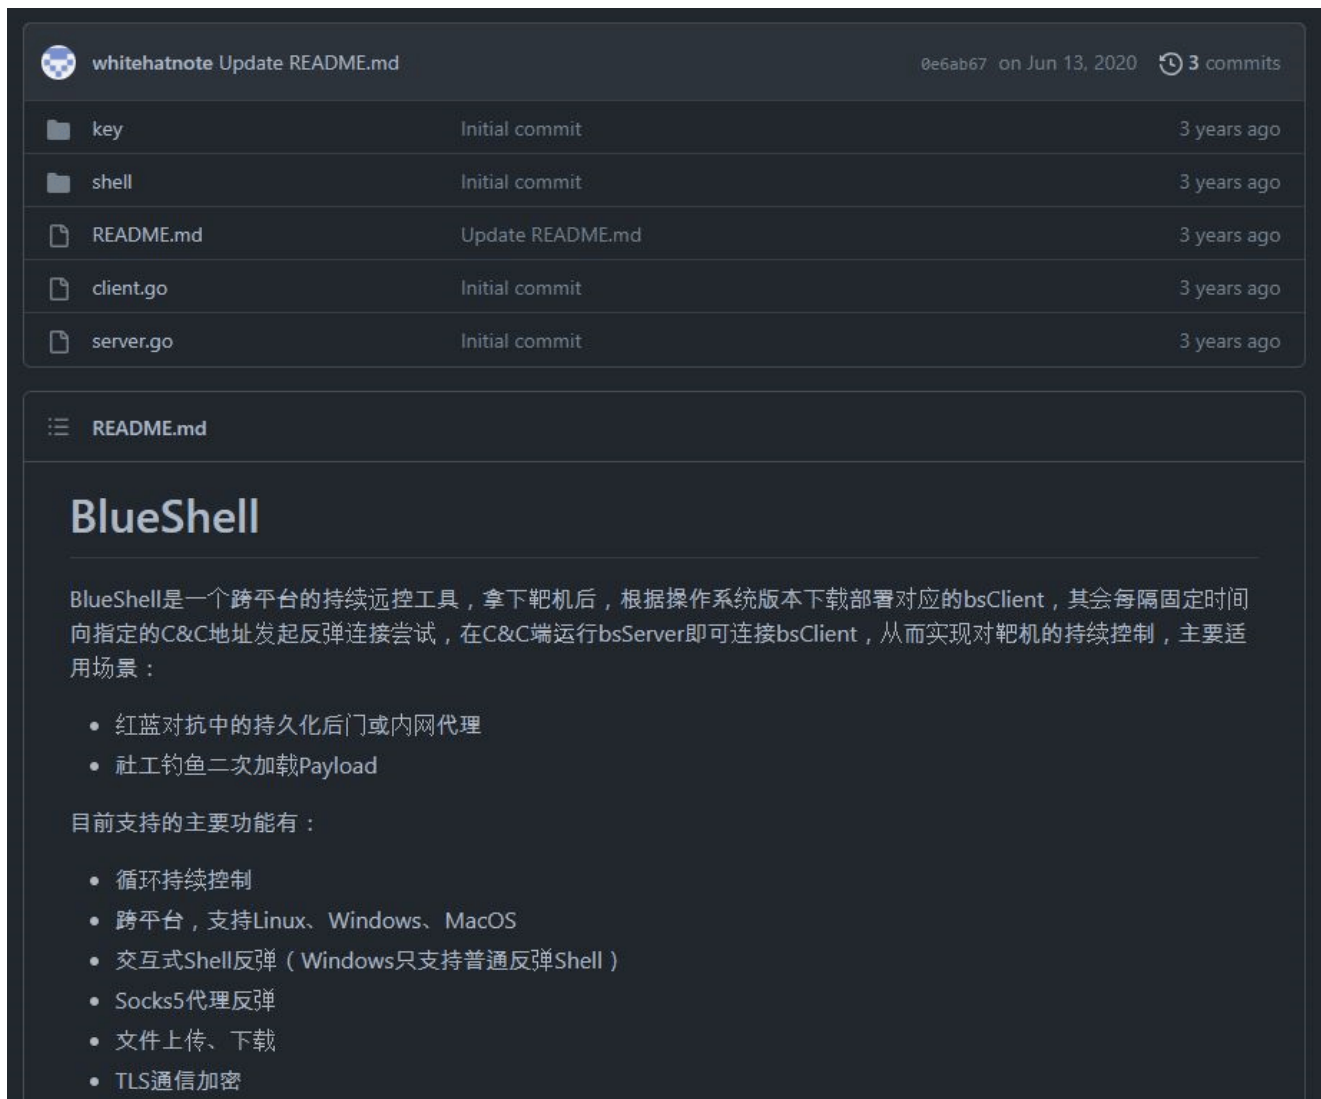 whitehatnote Update README.md 0e6ab67 on Jun 13, 2020 3 commits
key Initial commit 3 years ago
shell Initial commit 3 years ago
README.md Update README.md 3 years ago
client.go Initial commit 3 years ago
server.go Initial commit 3 years ago
README.md
BlueShell
BlueShell是一个跨平台的持续远控工具，拿下靶机后，根据操作系统版本下载部署对应的bsClient，其会每隔固定时间
向指定的C&C地址发起反弹连接尝试，在C&C端运行bsServer即可连接bsClient，从而实现对靶机的持续控制，主要适
用场景：
• 红蓝对抗中的持久化后门或内网代理
• 社工钓鱼二次加载Payload
目前支持的主要功能有：
• 循环持续控制
• 跨平台，支持Linux、Windows、MacOS
• 交互式Shell反弹（Windows只支持普通反弹Shell）
• Socks5代理反弹
• 文件上传、下载
• TLS通信加密